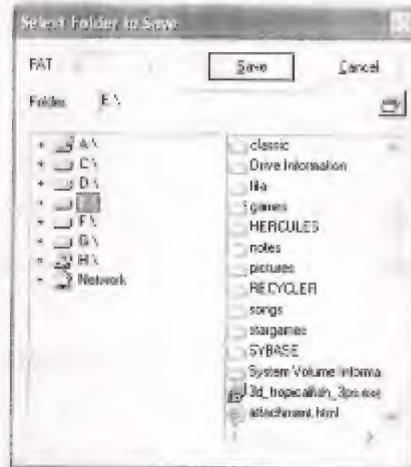 Select Folder to Save
FAT
Save
Cancel
Folder
E:\
A:\
C:\
D:\
F:\
G:\
H:\
Network
classic
Drive Information
games
HERCULES
notes
pictures
RECYCLER
songs
stargames
SYBASE
System Volume Informa
3d_tropicalfish_3ps.exe
attachment.html